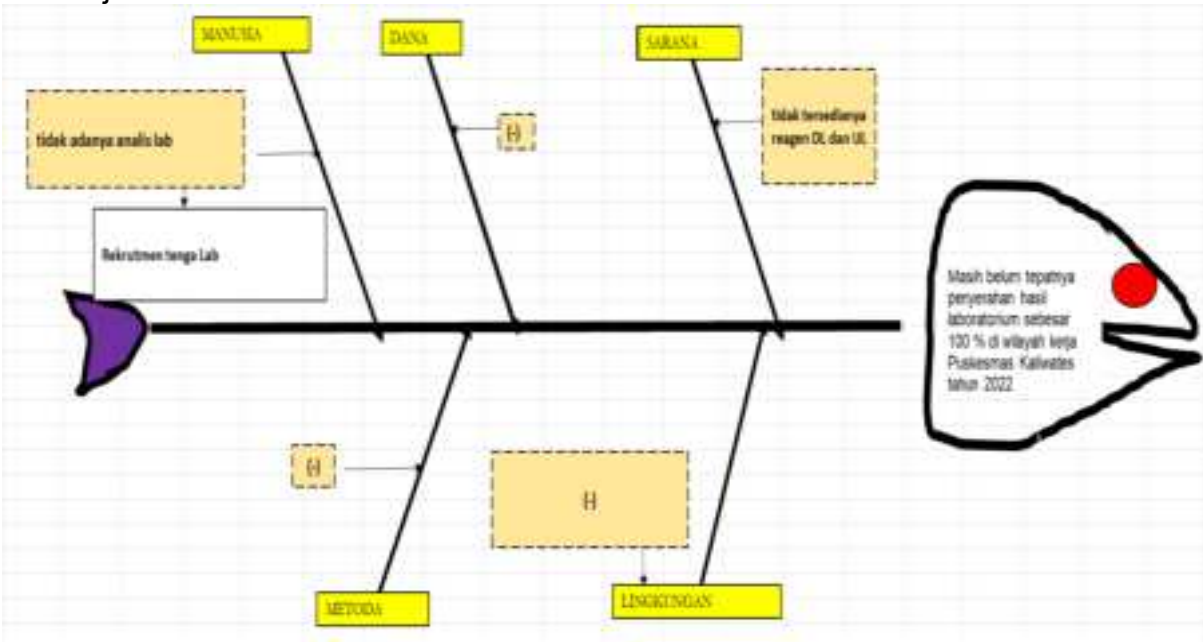 MANUSIA
DANA
SARANA
tidak adanya analis lab
(-)
tidak tersedianya
reagen DL dan UL
Rekrutmen tenga Lab
Masih belum tepatnya
penyerahan hasil
laboratorium sebesar
100 % di wilayah kerja
Puskesmas Kaliwates
tahun 2022
(-)
(-)
METODA
LINGKUNGAN